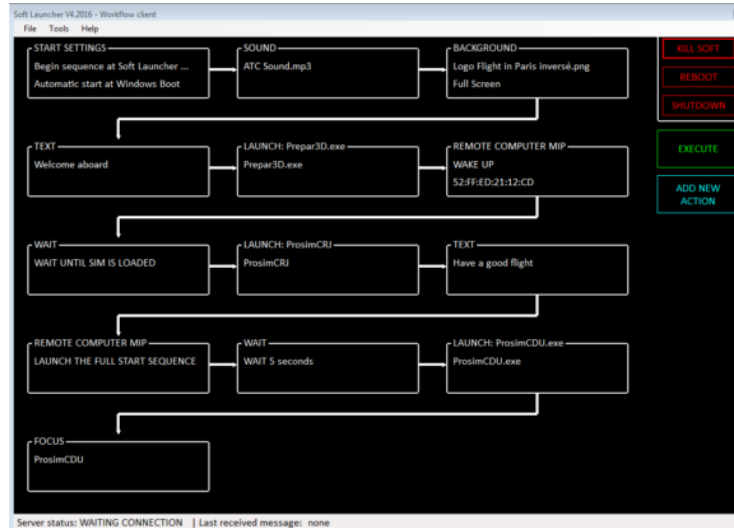 Soft Launcher V4.2016 - Workflow client
File Tools Help
START SETTINGS
Begin sequence at Soft Launcher ...
Automatic start at Windows Boot
SOUND
ATC Sound.mp3
BACKGROUND
Logo Flight in Paris inversé.png
Full Screen
KILL SOFT
REBOOT
SHUTDOWN
TEXT
Welcome aboard
LAUNCH: Prepar3D.exe
Prepar3D.exe
REMOTE COMPUTER MIP
WAKE UP
52:FF:ED:21:12:CD
EXECUTE
ADD NEW
ACTION
WAIT
WAIT UNTIL SIM IS LOADED
LAUNCH: ProsimCRJ
ProsimCRJ
TEXT
Have a good flight
REMOTE COMPUTER MIP
LAUNCH THE FULL START SEQUENCE
WAIT
WAIT 5 seconds
LAUNCH: ProsimCDU.exe
ProsimCDU.exe
FOCUS
ProsimCDU
Server status: WAITING CONNECTION | Last received message: none